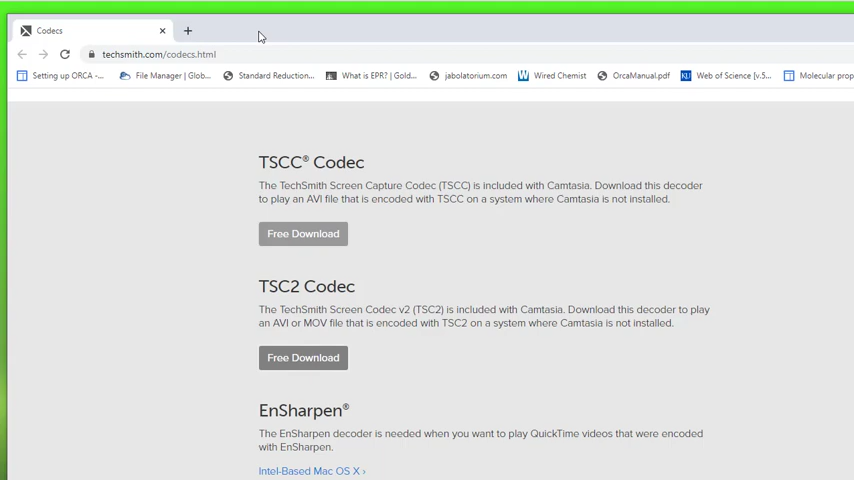 Codecs
techsmith.com/codecs.html
Setting up ORCA -... File Manager | Glob... Standard Reduction... What is EPR? | Gold... jabolatorium.com Wired Chemist OrcaManual.pdf KU Web of Science [v.5... Molecular prop
TSCC® Codec
The TechSmith Screen Capture Codec (TSCC) is included with Camtasia. Download this decoder
to play an AVI file that is encoded with TSCC on a system where Camtasia is not installed.
Free Download
TSC2 Codec
The TechSmith Screen Codec v2 (TSC2) is included with Camtasia. Download this decoder to play
an AVI or MOV file that is encoded with TSC2 on a system where Camtasia is not installed.
Free Download
EnSharpen®
The EnSharpen decoder is needed when you want to play QuickTime videos that were encoded
with EnSharpen.
Intel-Based Mac OS X ›